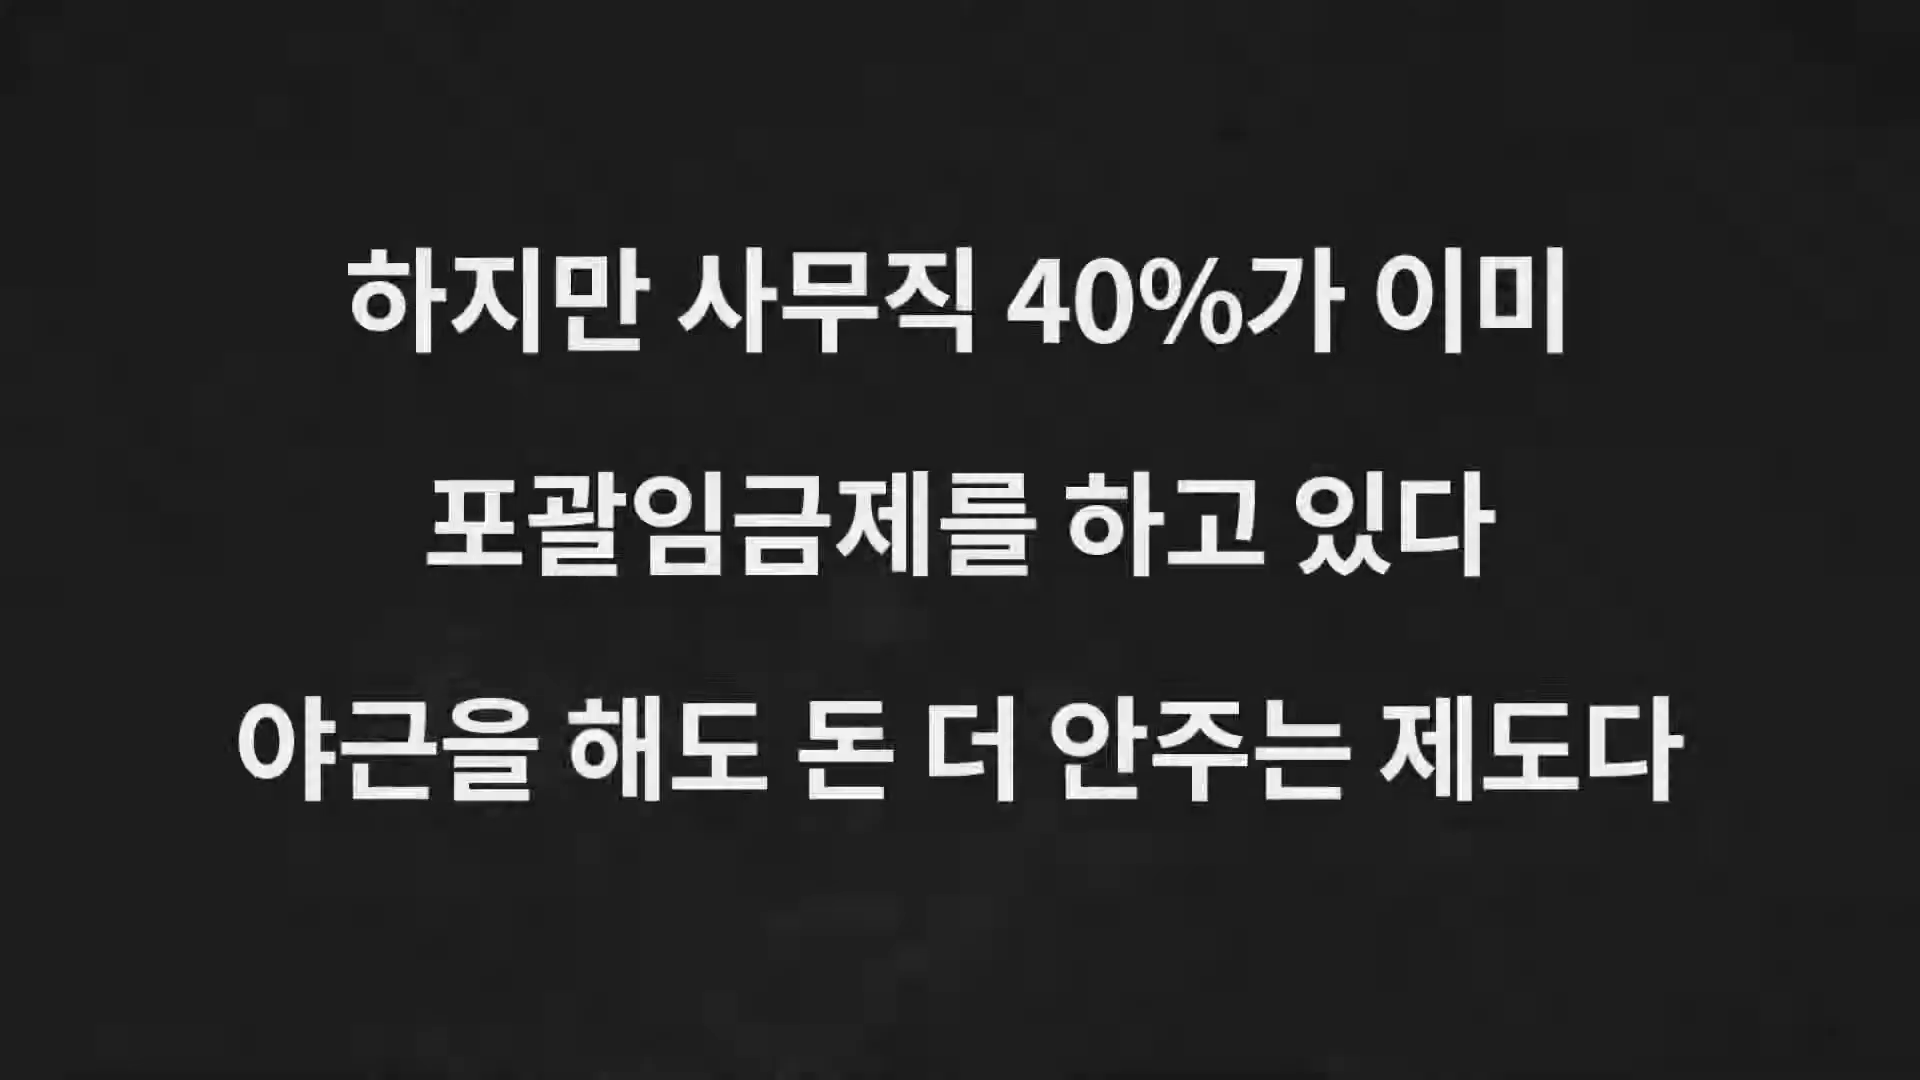 하지만 사무직 40%가 이미
포괄임금제를 하고 있다
야근을 해도 돈 더 안주는 제도다